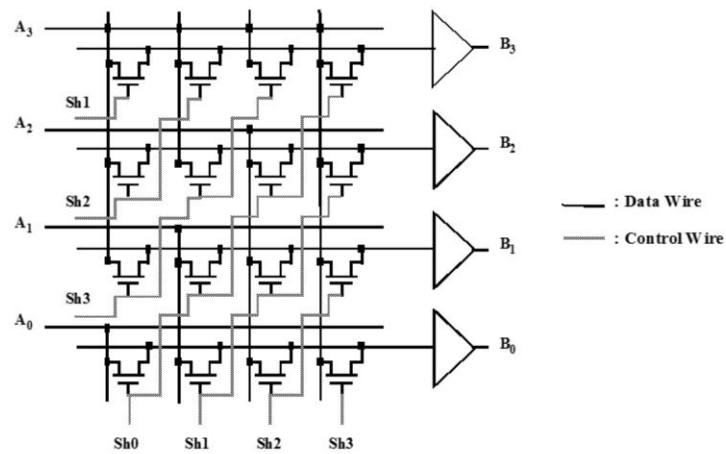 A3
B3
Sh1
A2
B2
Sh2
: Data Wire
A1
: Control Wire
B1
Sh3
A0
B0
Sh0 Sh1 Sh2 Sh3